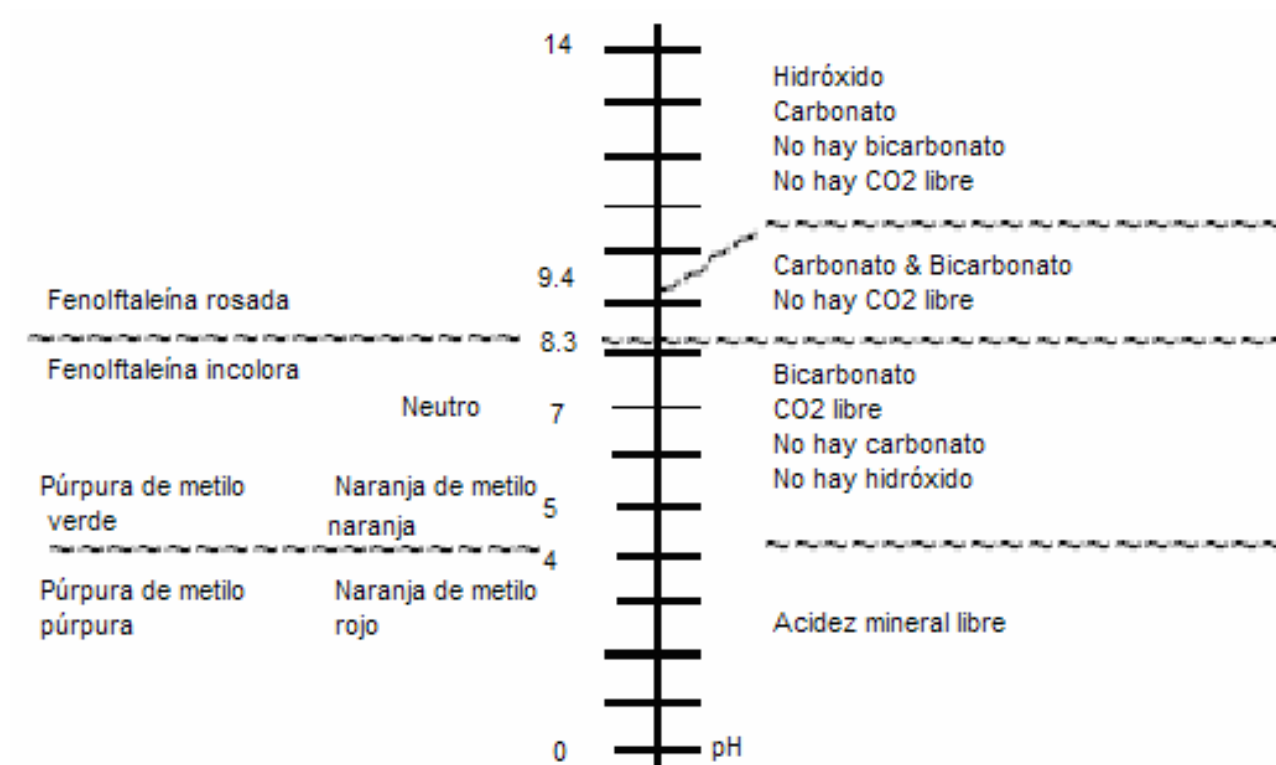 14
Hidróxido
Carbonato
No hay bicarbonato
No hay CO2 libre
9.4
Carbonato & Bicarbonato
No hay CO2 libre
Fenolftaleína rosada
8.3
Fenolftaleína incolora
Neutro
7
Bicarbonato
CO2 libre
No hay carbonato
No hay hidróxido
Púrpura de metilo
verde
Naranja de metilo
naranja
5
4
Púrpura de metilo
púrpura
Naranja de metilo
rojo
Acidez mineral libre
0
pH